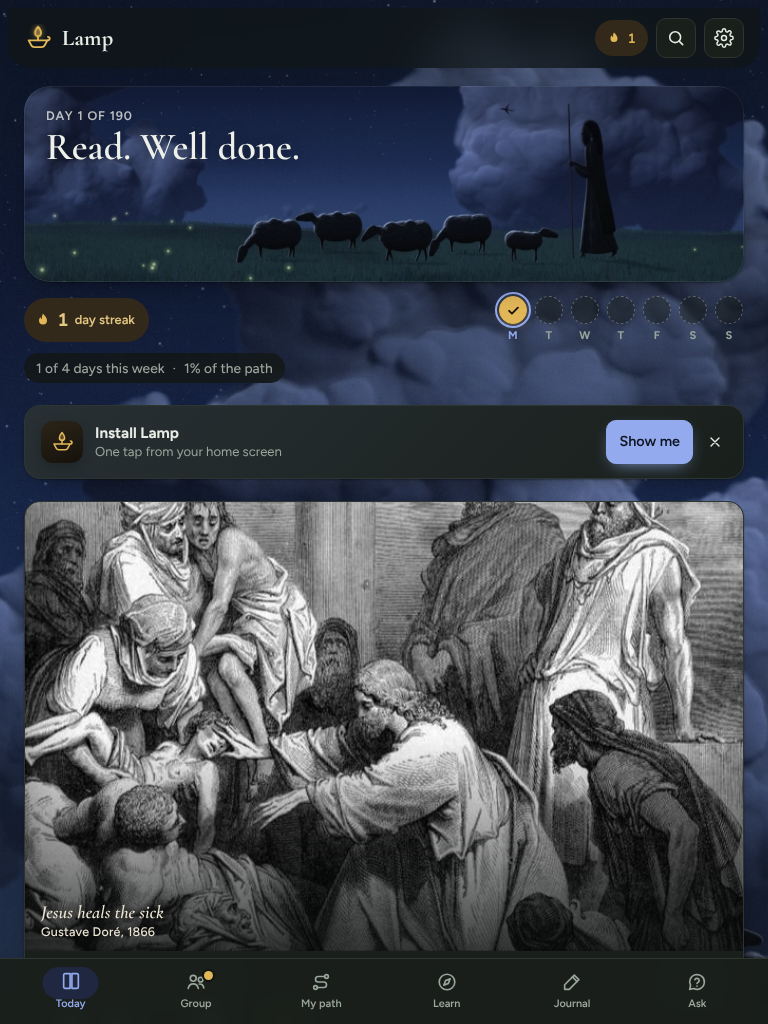 Lamp
1
DAY 1 OF 190
Read. Well done.
1 day streak
M T W T F S S
1 of 4 days this week · 1% of the path
Install Lamp
One tap from your home screen
Show me
Jesus heals the sick
Gustave Doré, 1866
Today
Group
My path
Learn
Journal
Ask